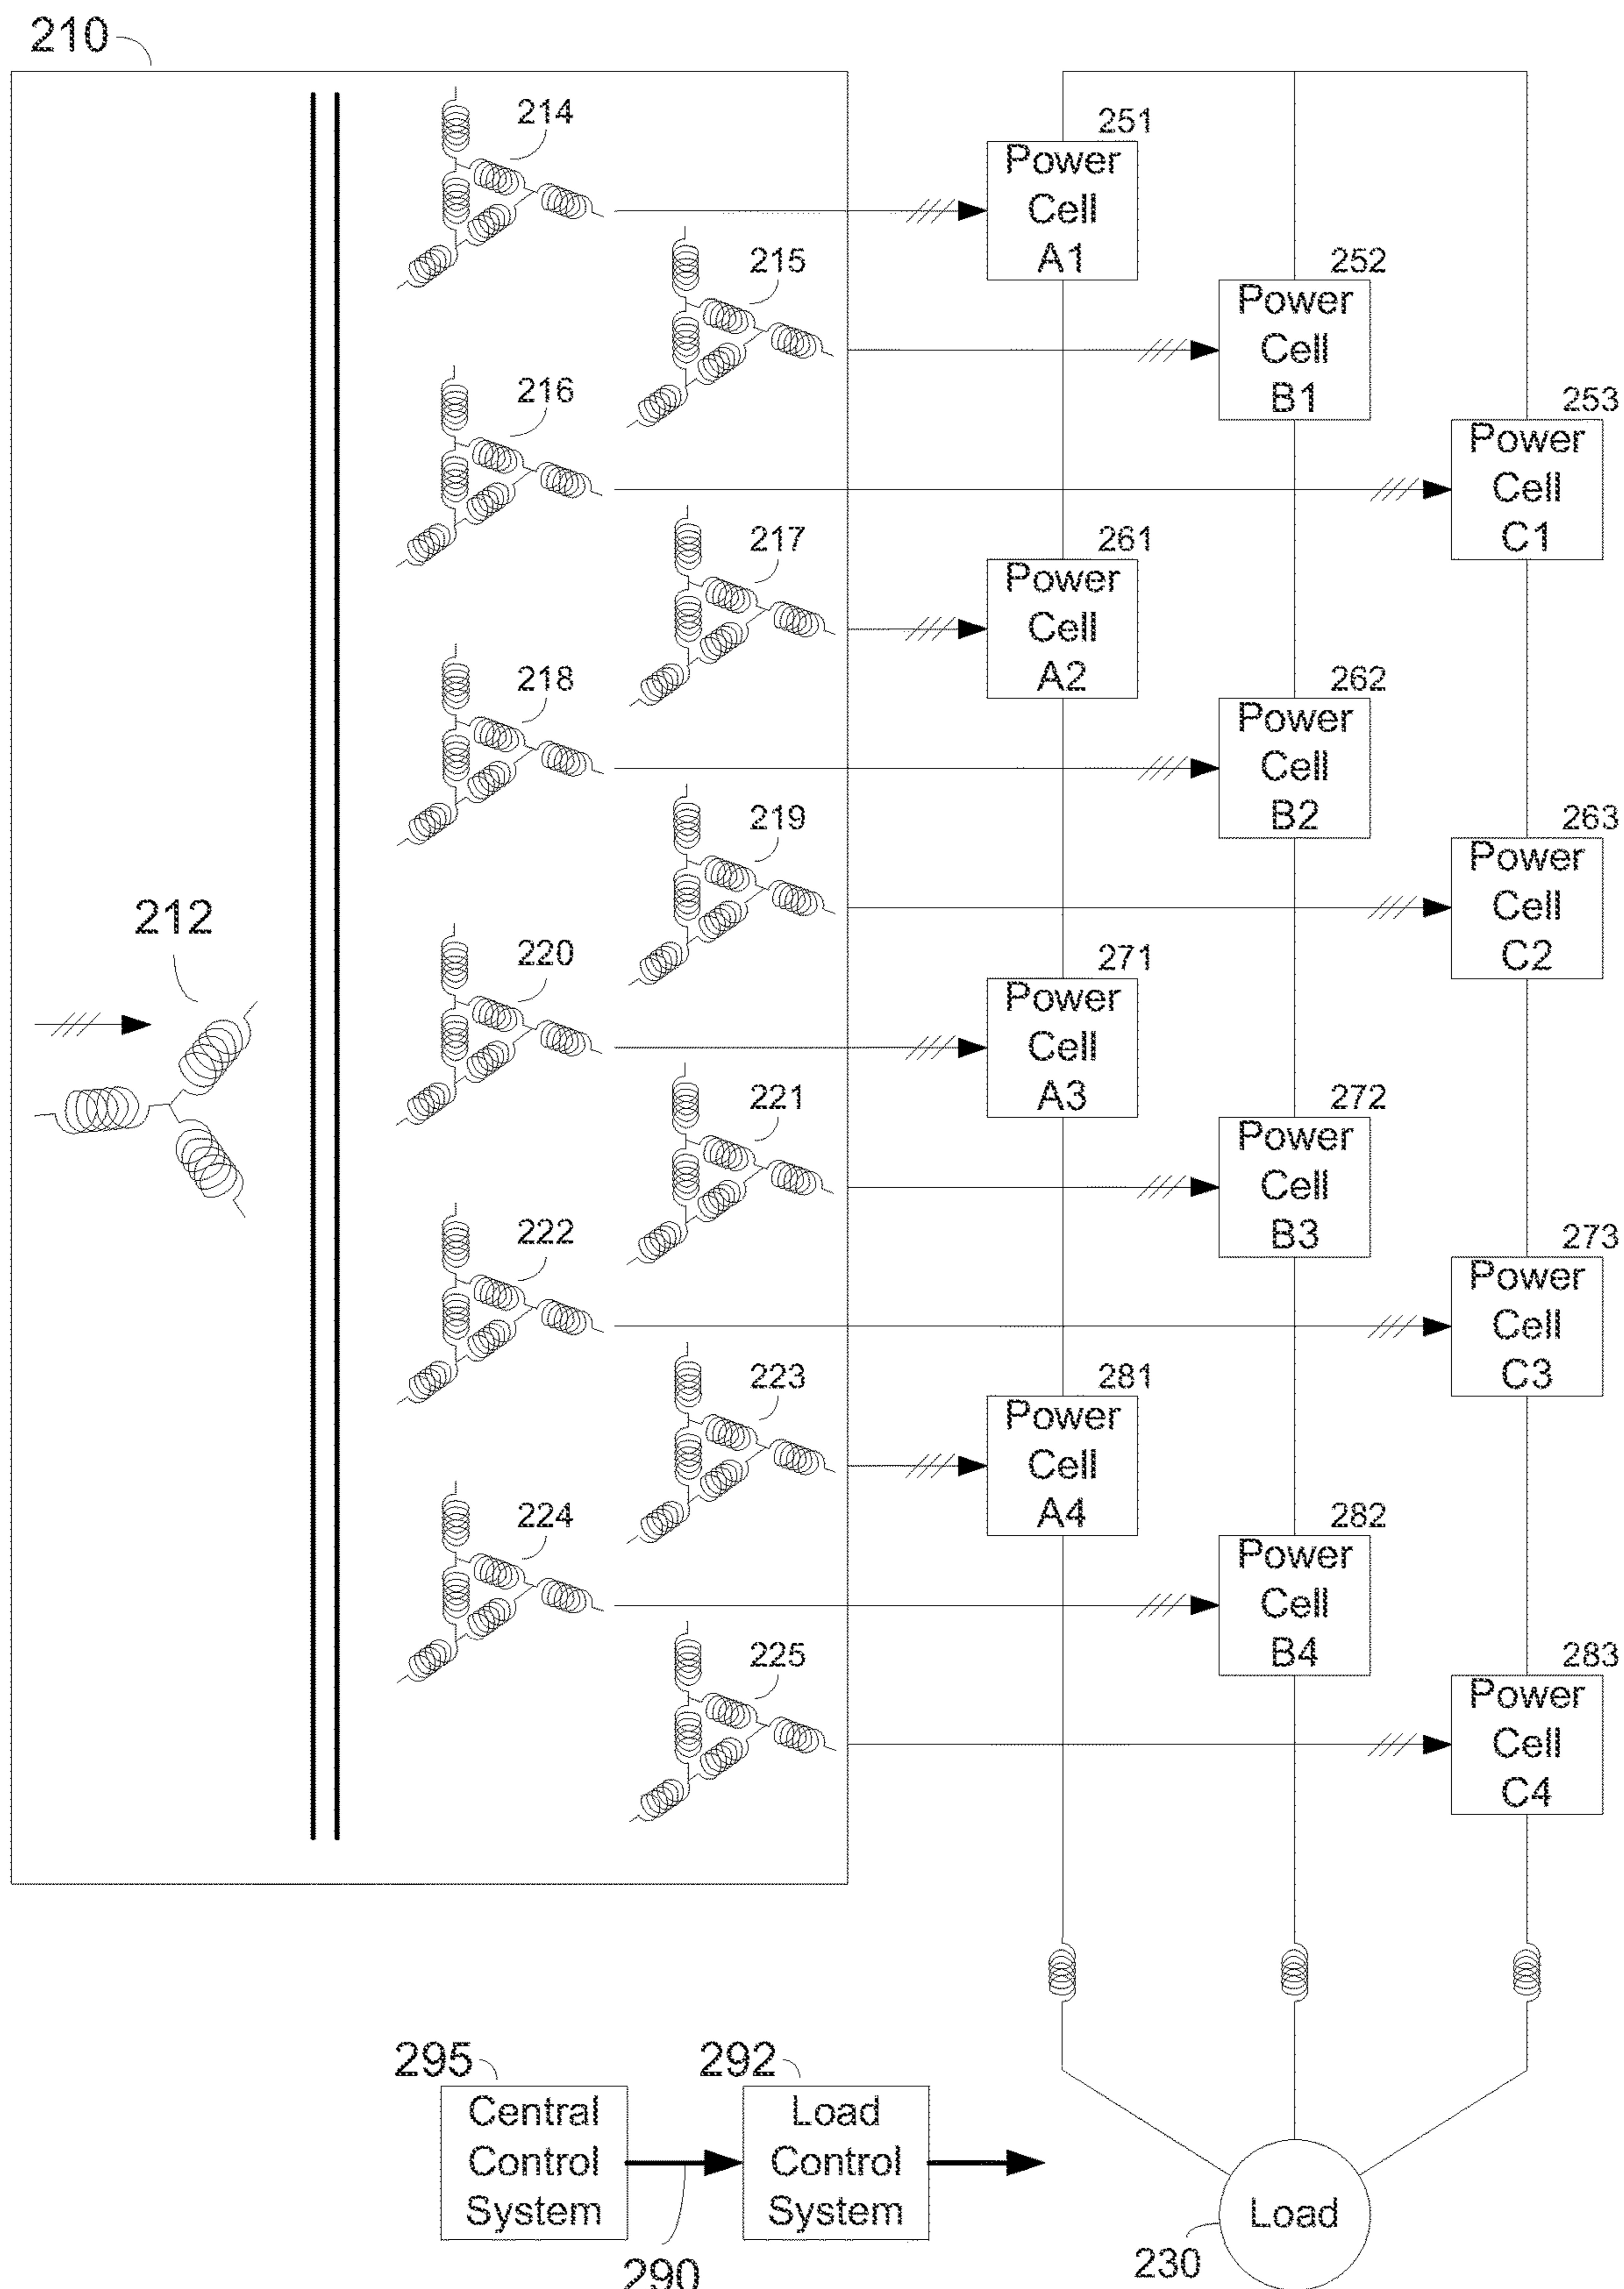 210
214
251
Power
Cell
A1
215
252
Power
Cell
B1
216
253
Power
Cell
C1
217
261
Power
Cell
A2
218
262
Power
Cell
B2
219
263
Power
Cell
C2
212
220
271
Power
Cell
A3
221
272
Power
Cell
B3
222
273
Power
Cell
C3
223
281
Power
Cell
A4
224
282
Power
Cell
B4
225
283
Power
Cell
C4
295
Central
Control
System
290
292
Load
Control
System
Load
230